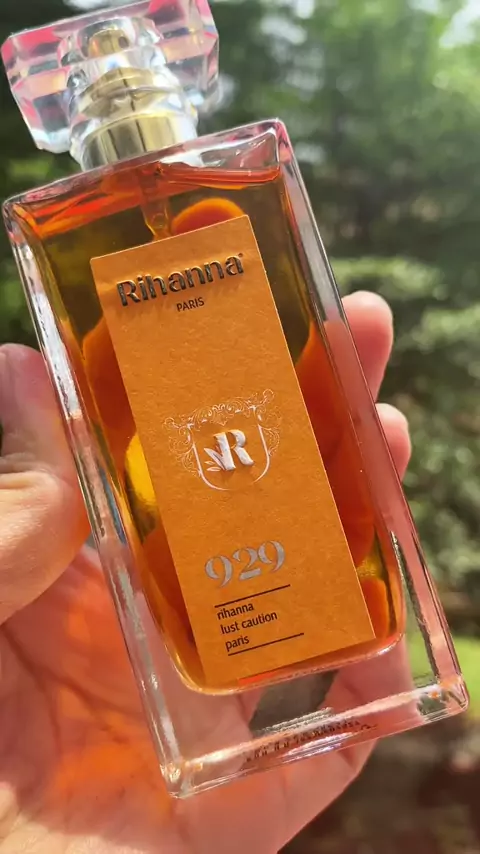 Rihanna
PARIS
R
929
rihanna
lust caution
paris